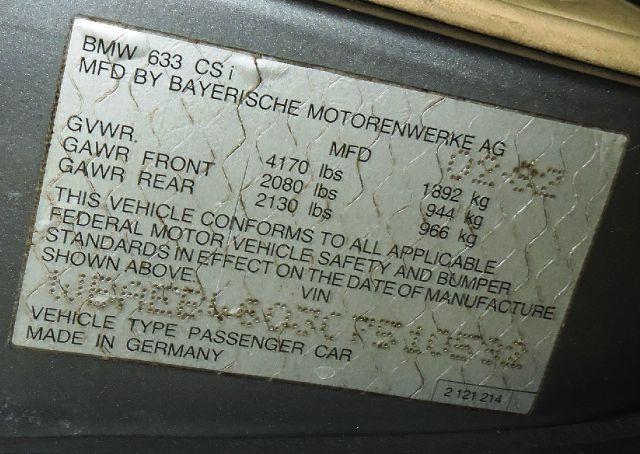 BMW 633 CSi
MFD BY BAYERISCHE MOTORENWERKE AG
MFD 02-82
GVWR. 4170 lbs 1892 kg
GAWR FRONT 2080 lbs 944 kg
GAWR REAR 2130 lbs 966 kg
THIS VEHICLE CONFORMS TO ALL APPLICABLE
FEDERAL MOTOR VEHICLE SAFETY AND BUMPER
STANDARDS IN EFFECT ON THE DATE OF MANUFACTURE
SHOWN ABOVE. VIN
VEHICLE TYPE PASSENGER CAR
MADE IN GERMANY
2 121 214